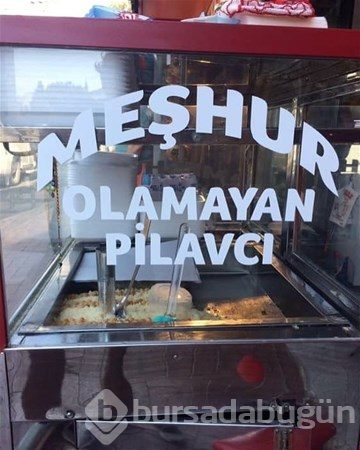 MEŞHUR
OLAMAYAN
PİLAVCI
b bursadabugün